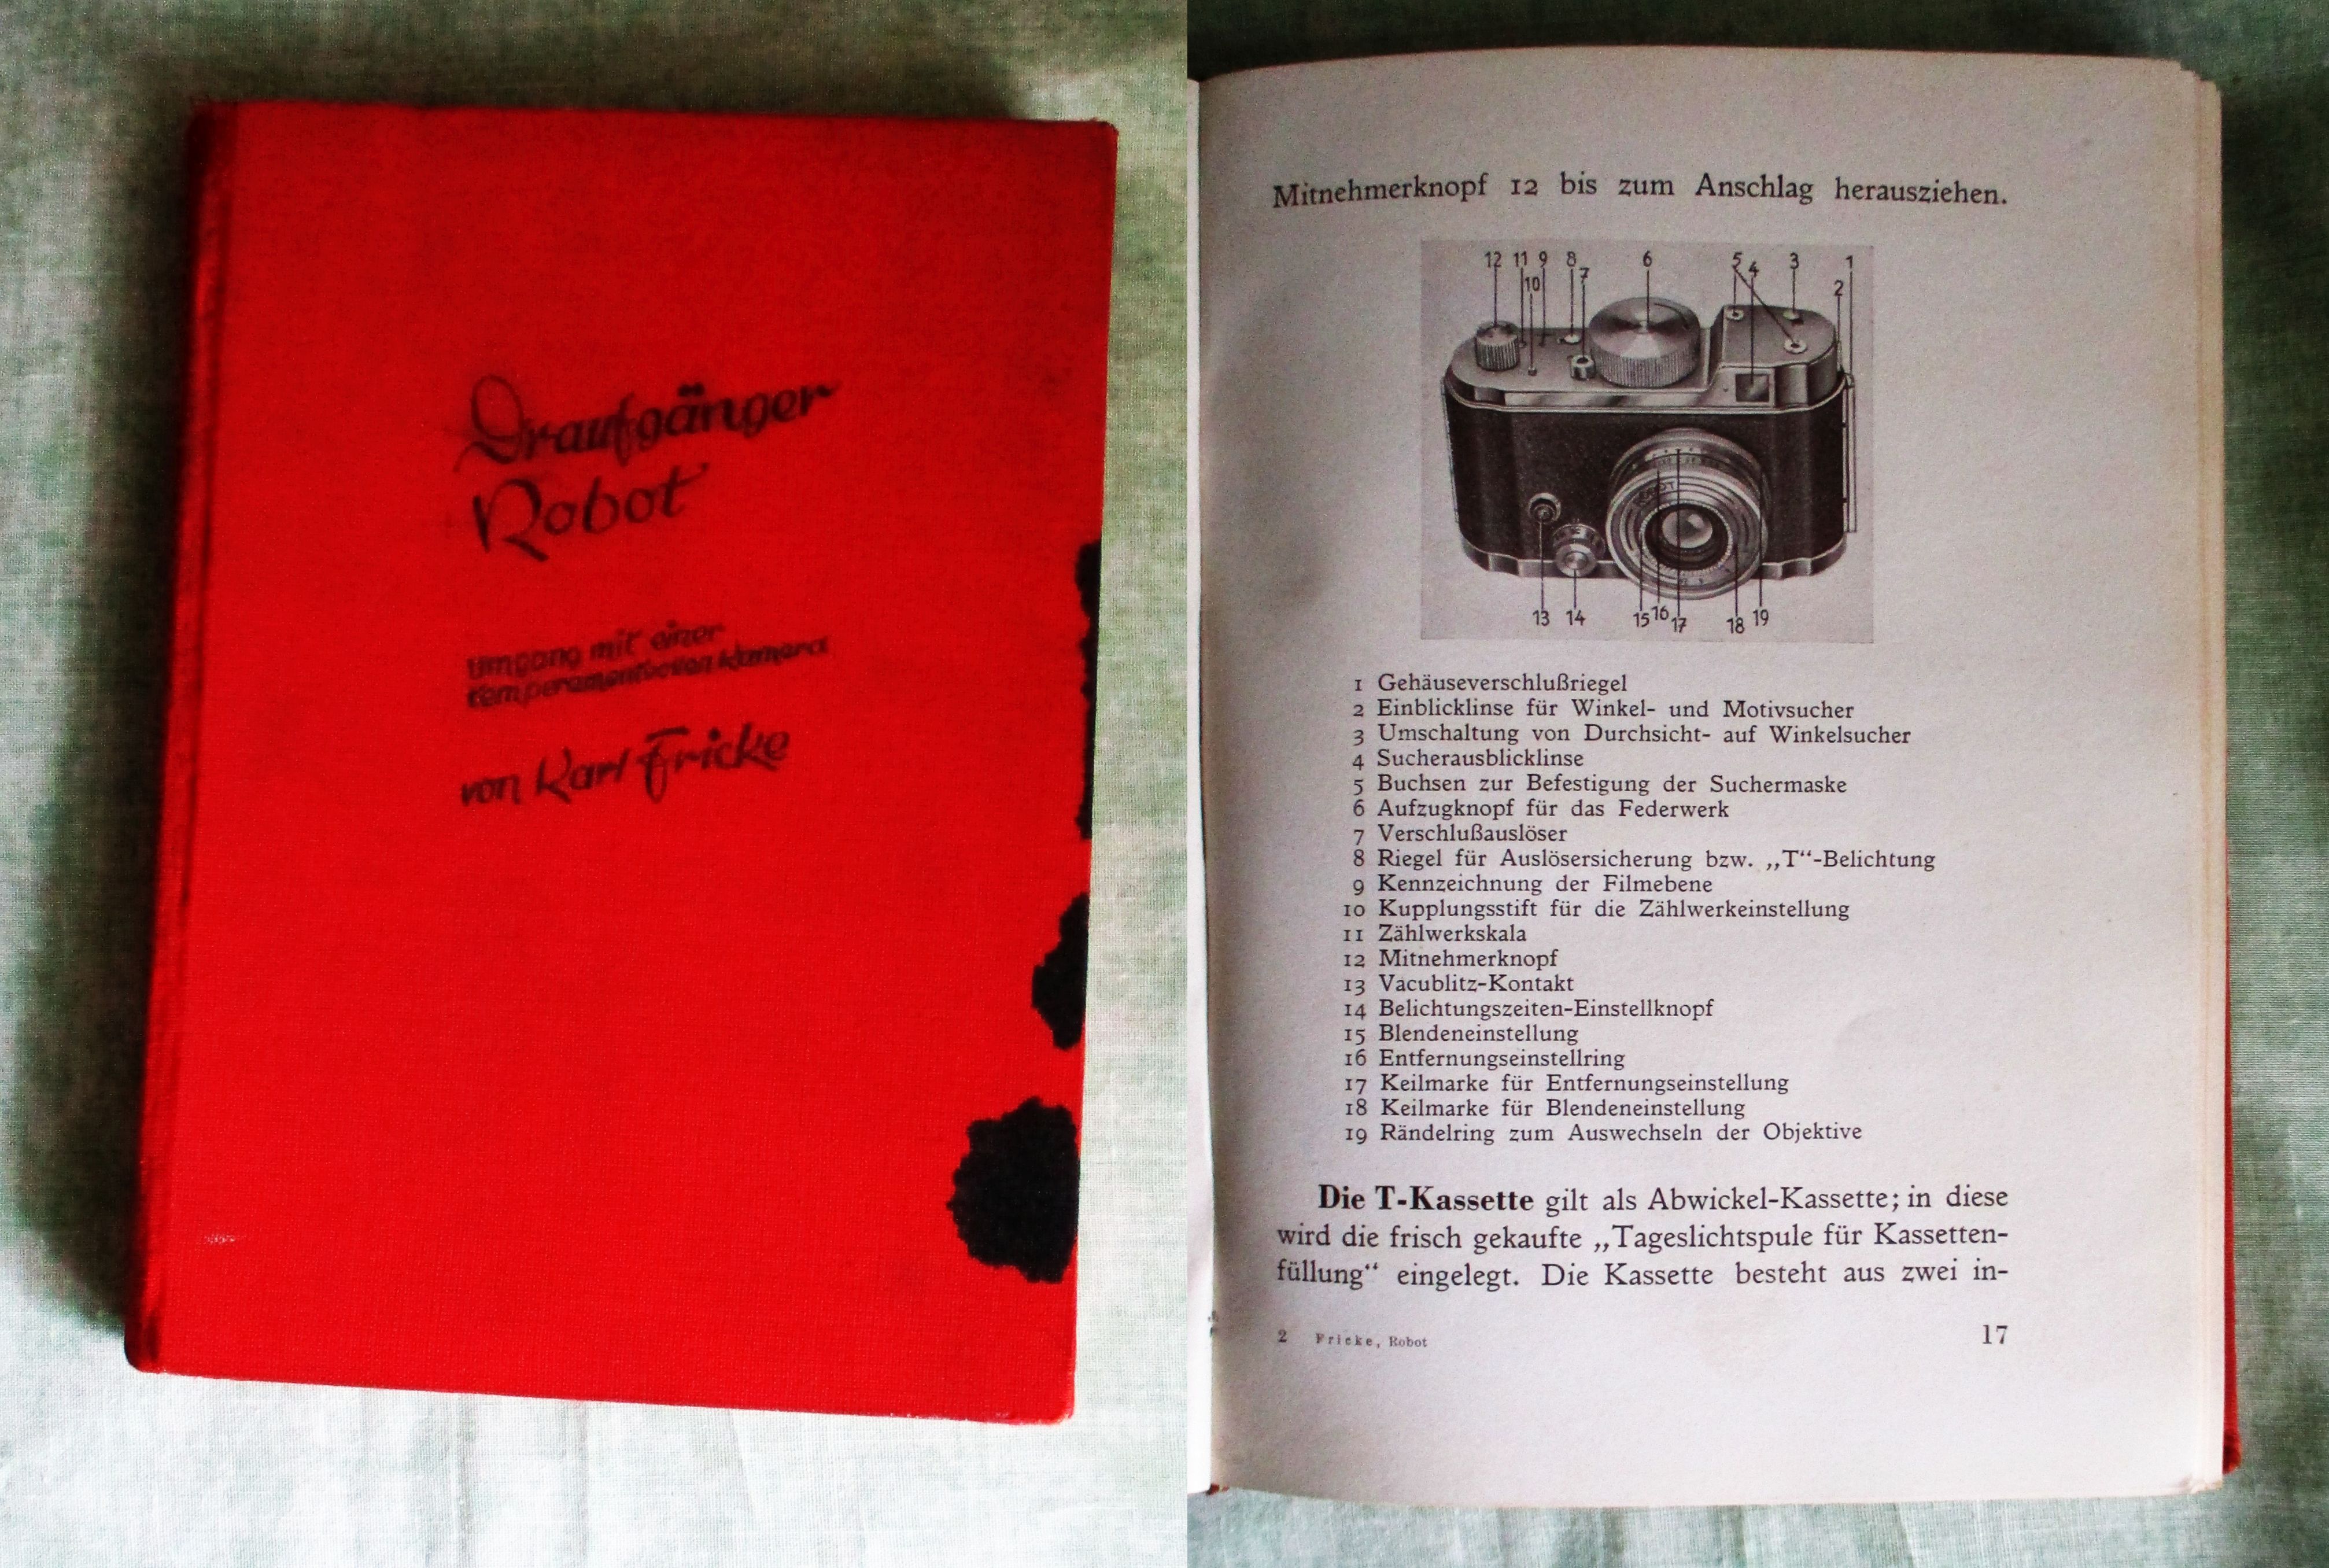 Draufgänger
Robot
Umgang mit einer
temperamentvollen Kamera
von Karl Fricke
Mitnehmerknopf 12 bis zum Anschlag herausziehen.
12 11 9 8 6 5 3 1
10 7 4 2
ROBOT
13 14 15 16 17 18 19
1 Gehäuseverschlußriegel
2 Einblicklinse für Winkel- und Motivsucher
3 Umschaltung von Durchsicht- auf Winkelsucher
4 Sucherausblicklinse
5 Buchsen zur Befestigung der Suchermaske
6 Aufzugknopf für das Federwerk
7 Verschlußauslöser
8 Riegel für Auslösersicherung bzw. „T“-Belichtung
9 Kennzeichnung der Filmebene
10 Kupplungsstift für die Zählwerkeinstellung
11 Zählwerkskala
12 Mitnehmerknopf
13 Vacublitz-Kontakt
14 Belichtungszeiten-Einstellknopf
15 Blendeneinstellung
16 Entfernungseinstellring
17 Keilmarke für Entfernungseinstellung
18 Keilmarke für Blendeneinstellung
19 Rändelring zum Auswechseln der Objektive
Die T-Kassette gilt als Abwickel-Kassette; in diese
wird die frisch gekaufte „Tageslichtspule für Kassetten-
füllung“ eingelegt. Die Kassette besteht aus zwei in-
2 Fricke, Robot 17